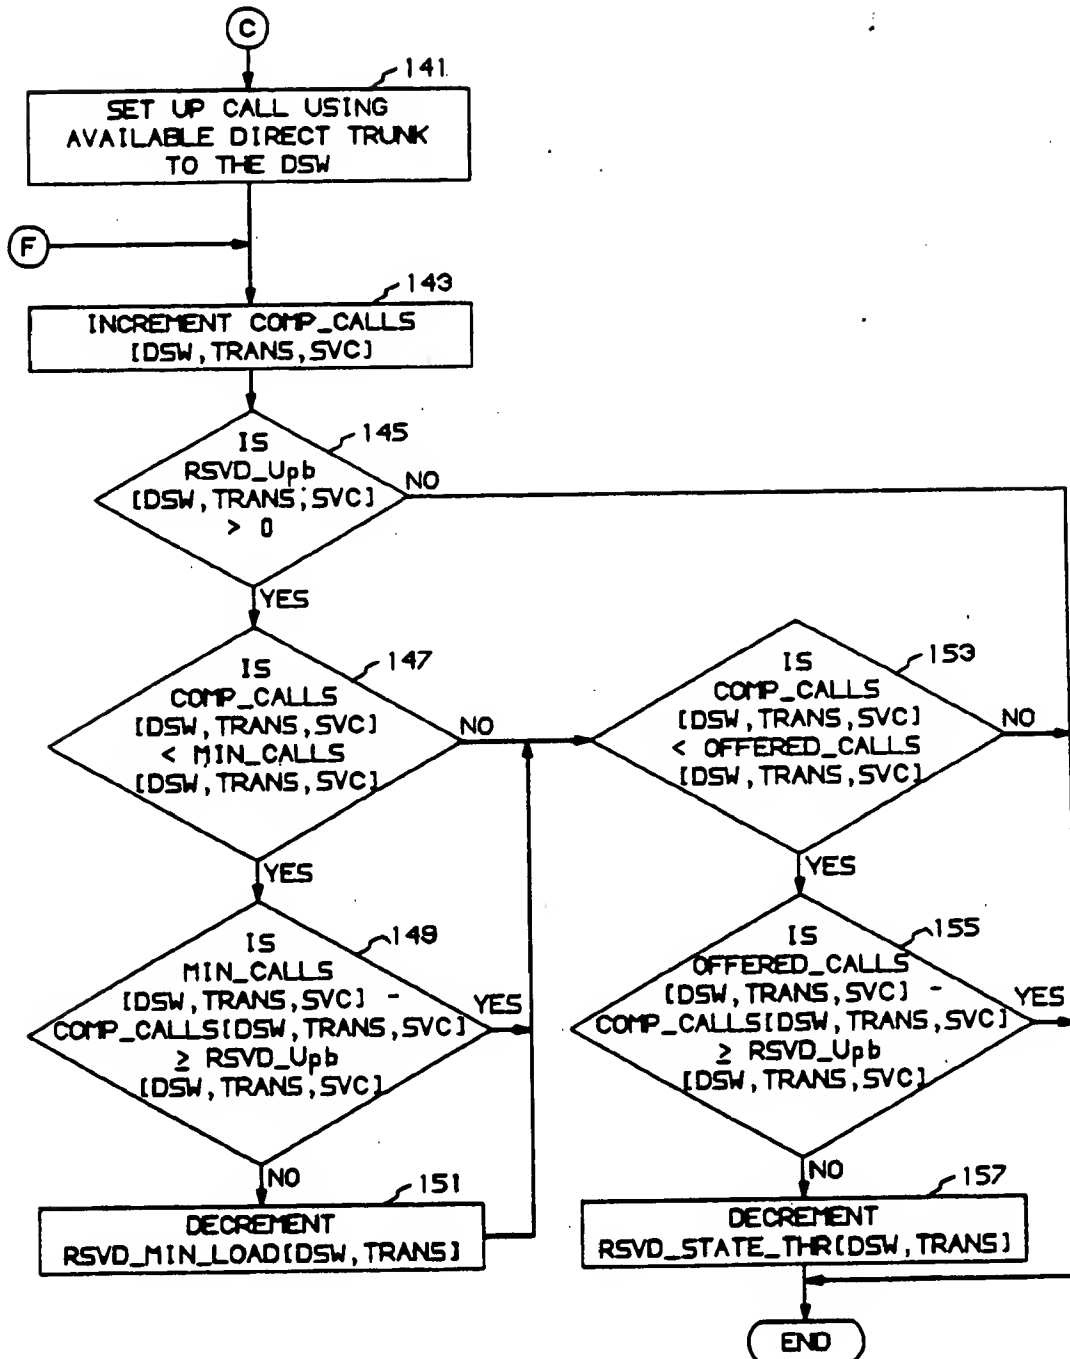 C
141
SET UP CALL USING
AVAILABLE DIRECT TRUNK
TO THE DSW
F
143
INCREMENT COMP_CALLS
[DSW,TRANS,SVC]
145
IS
RSVD_Upb
[DSW,TRANS,SVC]
> 0
NO
YES
147
IS
COMP_CALLS
[DSW,TRANS,SVC]
< MIN_CALLS
[DSW,TRANS,SVC]
NO
YES
149
IS
MIN_CALLS
[DSW,TRANS,SVC] -
COMP_CALLS[DSW,TRANS,SVC]
≥ RSVD_Upb
[DSW,TRANS,SVC]
YES
NO
151
DECREMENT
RSVD_MIN_LOAD[DSW,TRANS]
153
IS
COMP_CALLS
[DSW,TRANS,SVC]
< OFFERED_CALLS
[DSW,TRANS,SVC]
NO
YES
155
IS
OFFERED_CALLS
[DSW,TRANS,SVC] -
COMP_CALLS[DSW,TRANS,SVC]
≥ RSVD_Upb
[DSW,TRANS,SVC]
YES
NO
157
DECREMENT
RSVD_STATE_THR[DSW,TRANS]
END